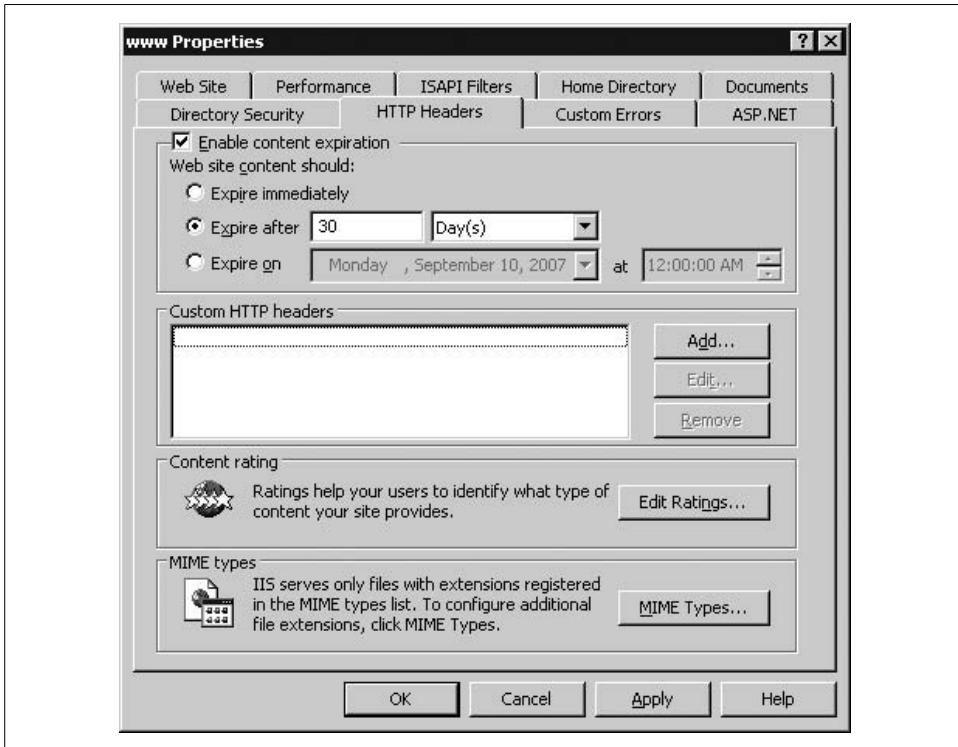 www Properties
Web Site Performance ISAPI Filters Home Directory Documents
Directory Security HTTP Headers Custom Errors ASP.NET
Enable content expiration
Web site content should:
Expire immediately
Expire after 30 Day(s)
Expire on Monday , September 10, 2007 at 12:00:00 AM
Custom HTTP headers
Add...
Edit...
Remove
Content rating
Ratings help your users to identify what type of
content your site provides.
Edit Ratings...
MIME types
IIS serves only files with extensions registered
in the MIME types list. To configure additional
file extensions, click MIME Types.
MIME Types...
OK Cancel Apply Help